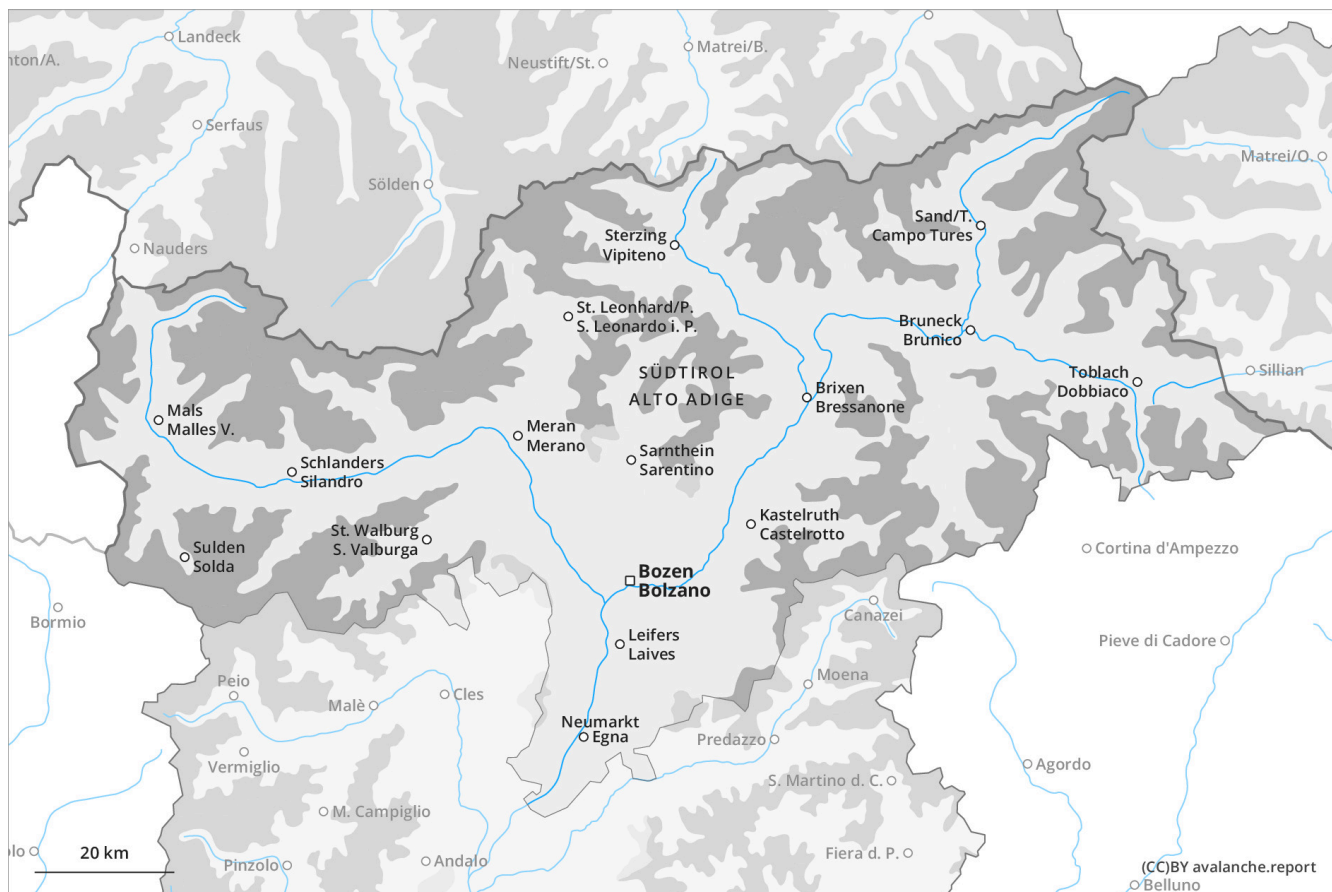 Landeck
nton/A.
Matrei/B.
Neustift/St.
Serfaus
Matrei/O.
Sölden
Sand/T.
Campo Tures
Sterzing
Vipiteno
Nauders
St. Leonhard/P.
S. Leonardo i. P.
Bruneck
Brunico
SÜDTIROL
ALTO ADIGE
Toblach
Dobbiaco
Sillian
Brixen
Bressanone
Mals
Malles V.
Meran
Merano
Schlanders
Silandro
Sarnthein
Sarentino
St. Walburg
S. Valburga
Kastelruth
Castelrotto
Sulden
Solda
Cortina d'Ampezzo
Bozen
Bolzano
Bormio
Canazei
Leifers
Laives
Pieve di Cadore
Peio
Moena
Malè
Cles
Neumarkt
Egna
Predazzo
Vermiglio
Agordo
S. Martino d. C.
M. Campiglio
olo
20 km
Pinzolo
Andalo
Fiera d. P.
(CC)BY avalanche.report
Belluno